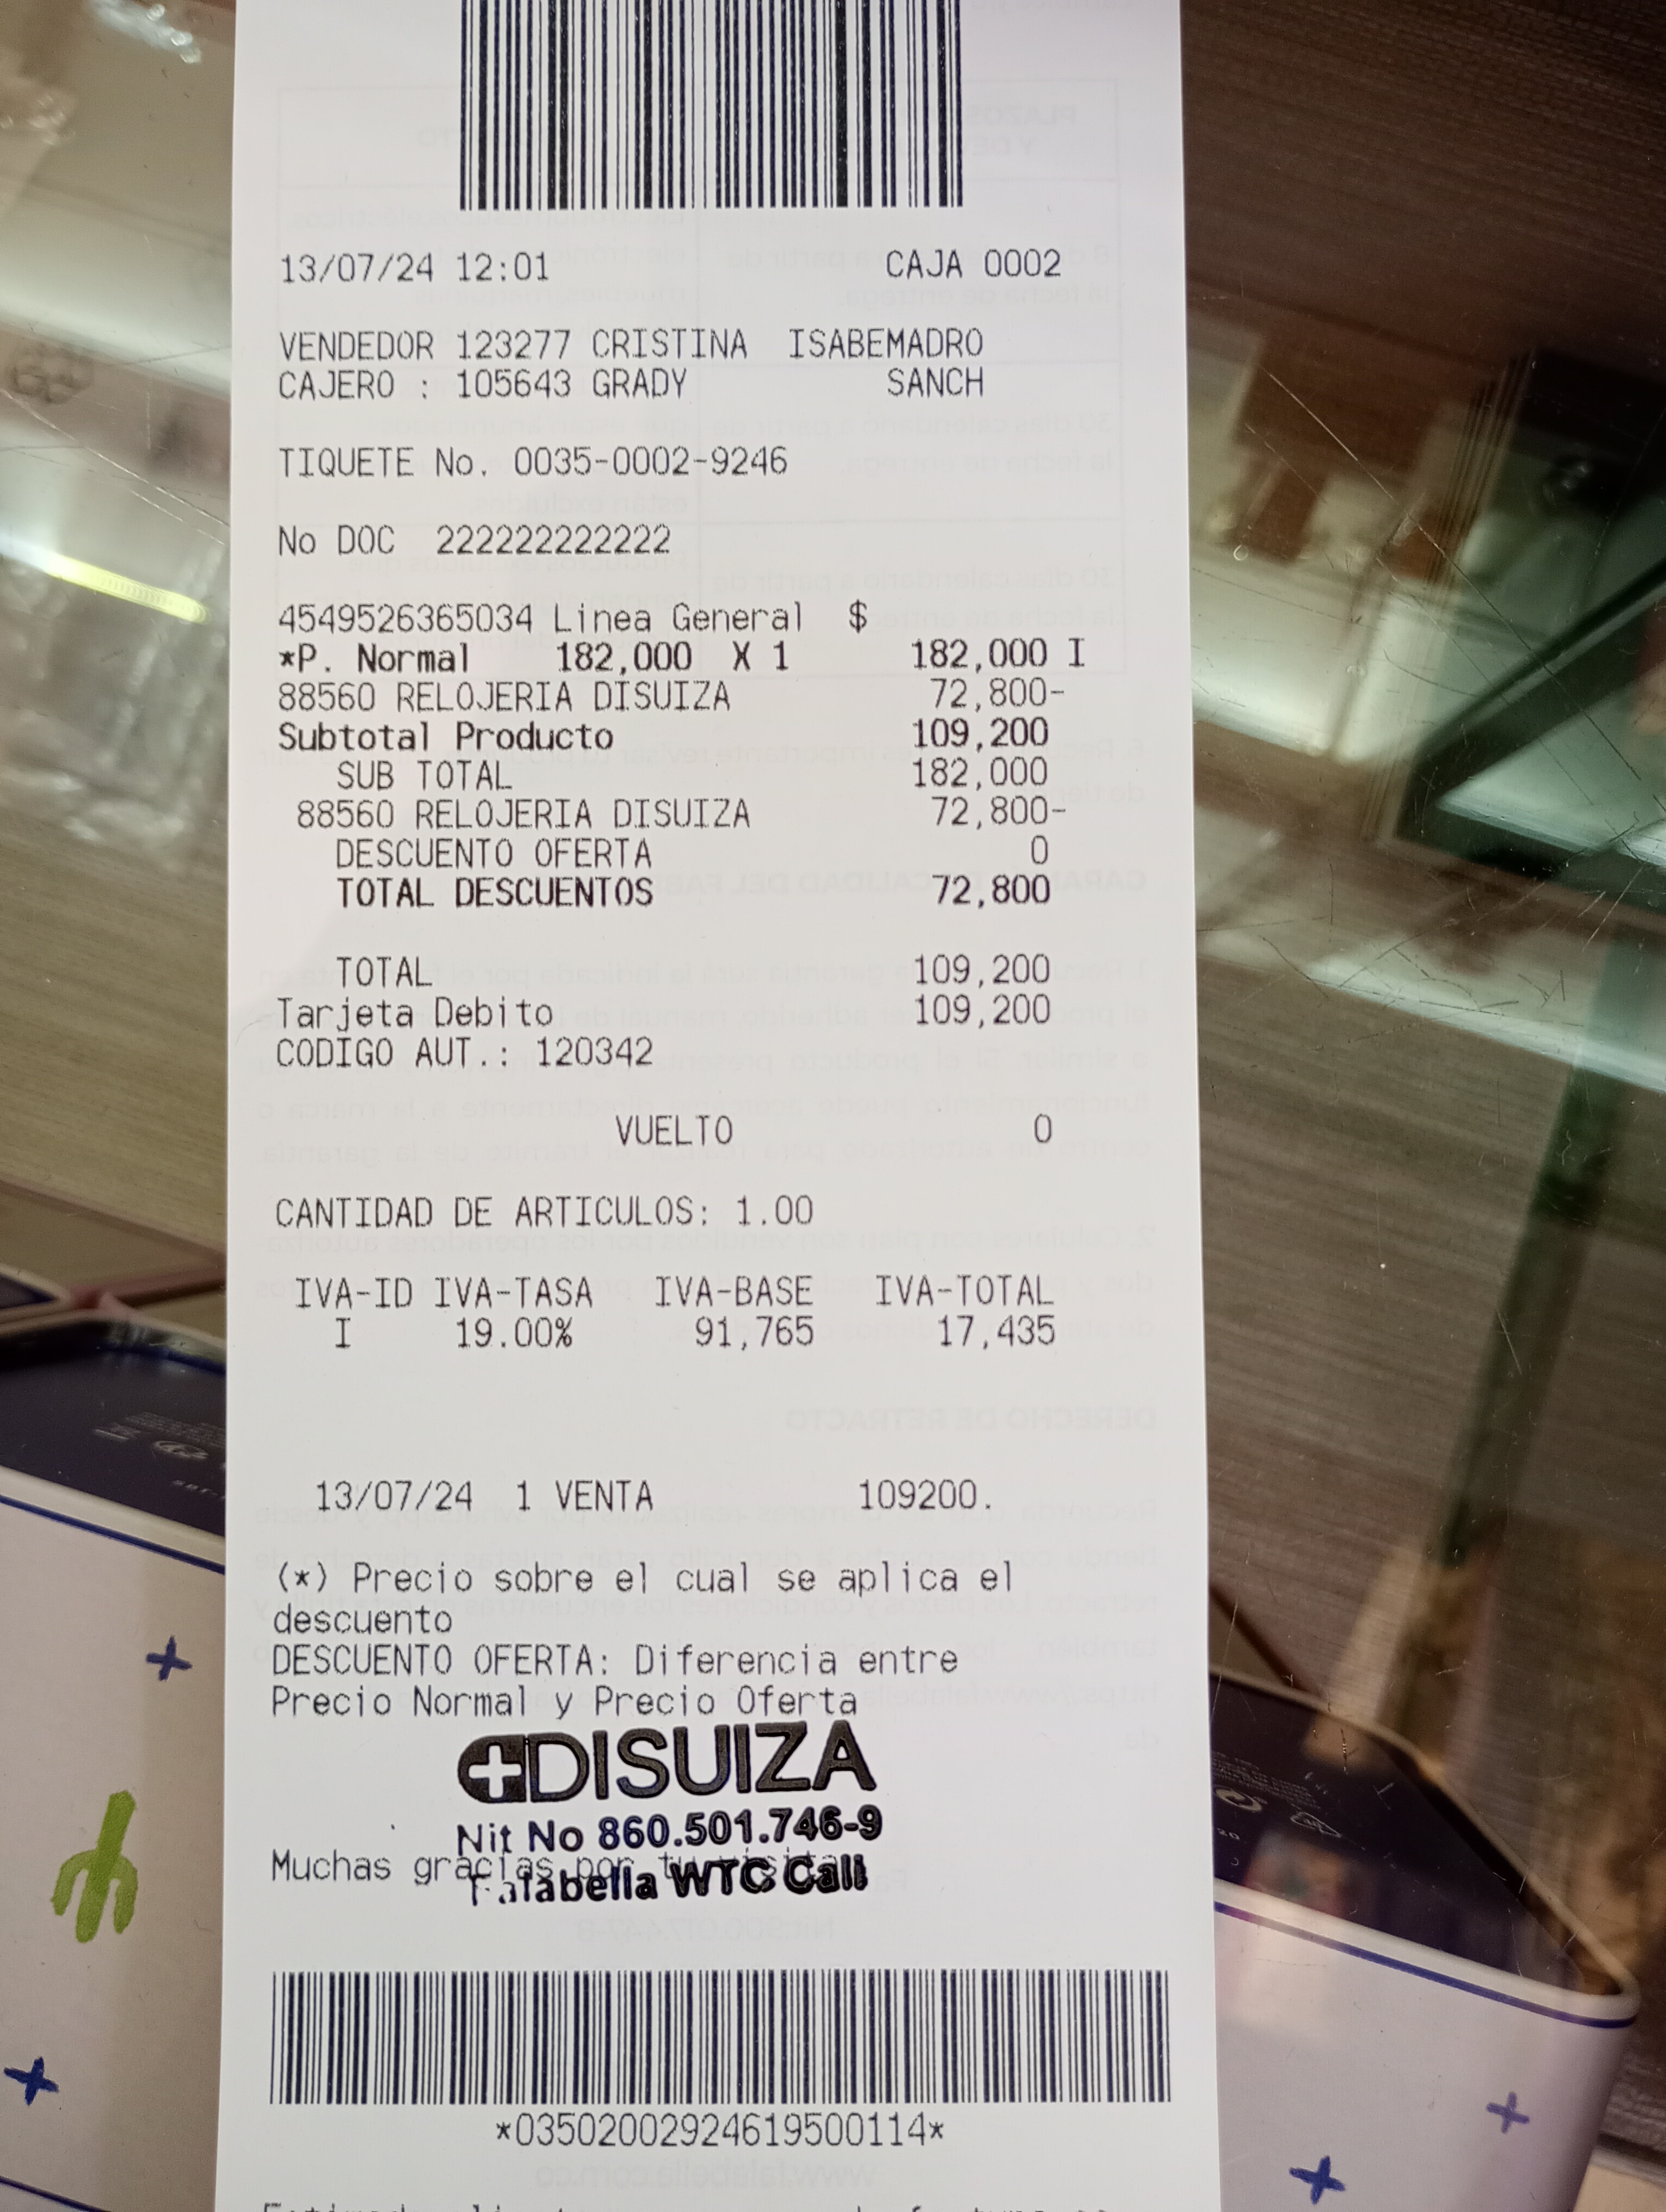 13/07/24 12:01 CAJA 0002
VENDEDOR 123277 CRISTINA ISABEMADRO
CAJERO : 105643 GRADY SANCH
TIQUETE No. 0035-0002-9246
No DOC 222222222222
4549526365034 Linea General $
*P. Normal 182,000 X 1 182,000 I
88560 RELOJERIA DISUIZA 72,800-
Subtotal Producto 109,200
SUB TOTAL 182,000
88560 RELOJERIA DISUIZA 72,800-
DESCUENTO OFERTA 0
TOTAL DESCUENTOS 72,800
TOTAL 109,200
Tarjeta Debito 109,200
CODIGO AUT.: 120342
VUELTO 0
CANTIDAD DE ARTICULOS: 1.00
IVA-ID IVA-TASA IVA-BASE IVA-TOTAL
I 19.00% 91,765 17,435
13/07/24 1 VENTA 109200.
(*) Precio sobre el cual se aplica el
descuento
DESCUENTO OFERTA: Diferencia entre
Precio Normal y Precio Oferta
DISUIZA
Nit No 860.501.746-9
Muchas gracias por tu visita
Falabella WTC Cali
*03502002924619500114*